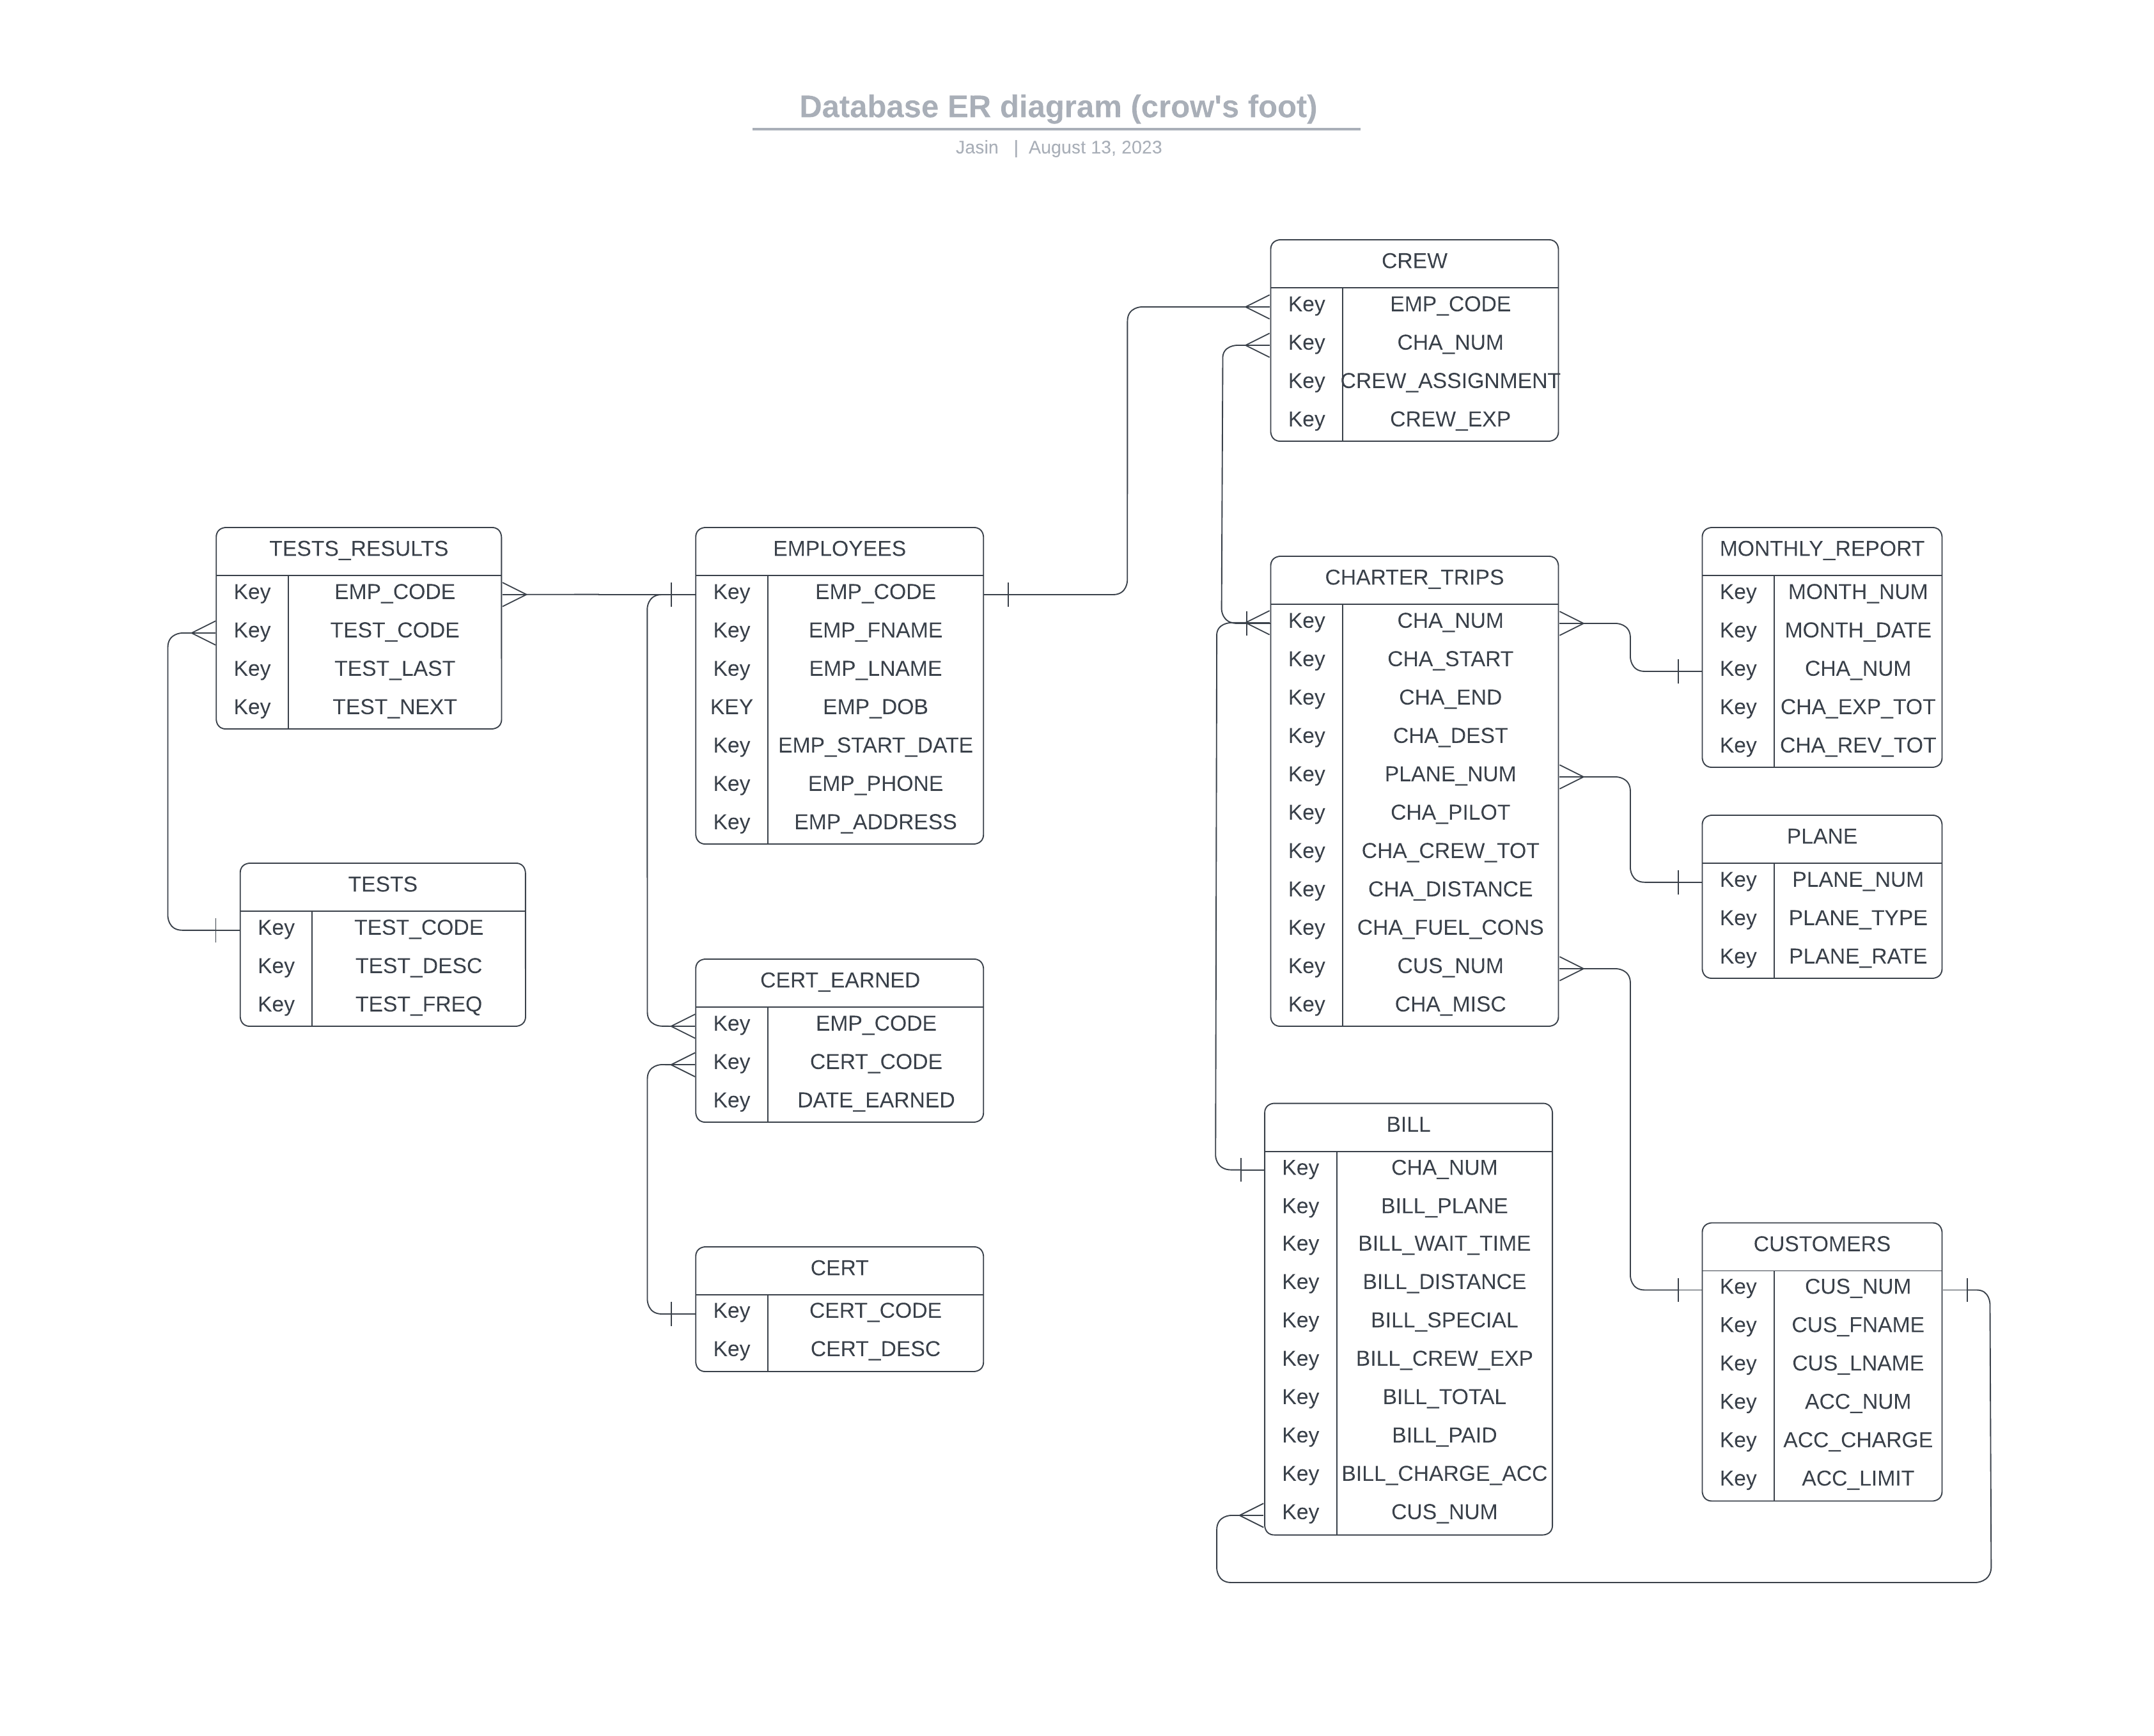 Database ER diagram (crow's foot)
Jasin | August 13, 2023
CREW
Key EMP_CODE
Key CHA_NUM
Key CREW_ASSIGNMENT
Key CREW_EXP
TESTS_RESULTS
Key EMP_CODE
Key TEST_CODE
Key TEST_LAST
Key TEST_NEXT
EMPLOYEES
Key EMP_CODE
Key EMP_FNAME
Key EMP_LNAME
KEY EMP_DOB
Key EMP_START_DATE
Key EMP_PHONE
Key EMP_ADDRESS
CHARTER_TRIPS
Key CHA_NUM
Key CHA_START
Key CHA_END
Key CHA_DEST
Key PLANE_NUM
Key CHA_PILOT
Key CHA_CREW_TOT
Key CHA_DISTANCE
Key CHA_FUEL_CONS
Key CUS_NUM
Key CHA_MISC
MONTHLY_REPORT
Key MONTH_NUM
Key MONTH_DATE
Key CHA_NUM
Key CHA_EXP_TOT
Key CHA_REV_TOT
PLANE
Key PLANE_NUM
Key PLANE_TYPE
Key PLANE_RATE
TESTS
Key TEST_CODE
Key TEST_DESC
Key TEST_FREQ
CERT_EARNED
Key EMP_CODE
Key CERT_CODE
Key DATE_EARNED
CERT
Key CERT_CODE
Key CERT_DESC
BILL
Key CHA_NUM
Key BILL_PLANE
Key BILL_WAIT_TIME
Key BILL_DISTANCE
Key BILL_SPECIAL
Key BILL_CREW_EXP
Key BILL_TOTAL
Key BILL_PAID
Key BILL_CHARGE_ACC
Key CUS_NUM
CUSTOMERS
Key CUS_NUM
Key CUS_FNAME
Key CUS_LNAME
Key ACC_NUM
Key ACC_CHARGE
Key ACC_LIMIT